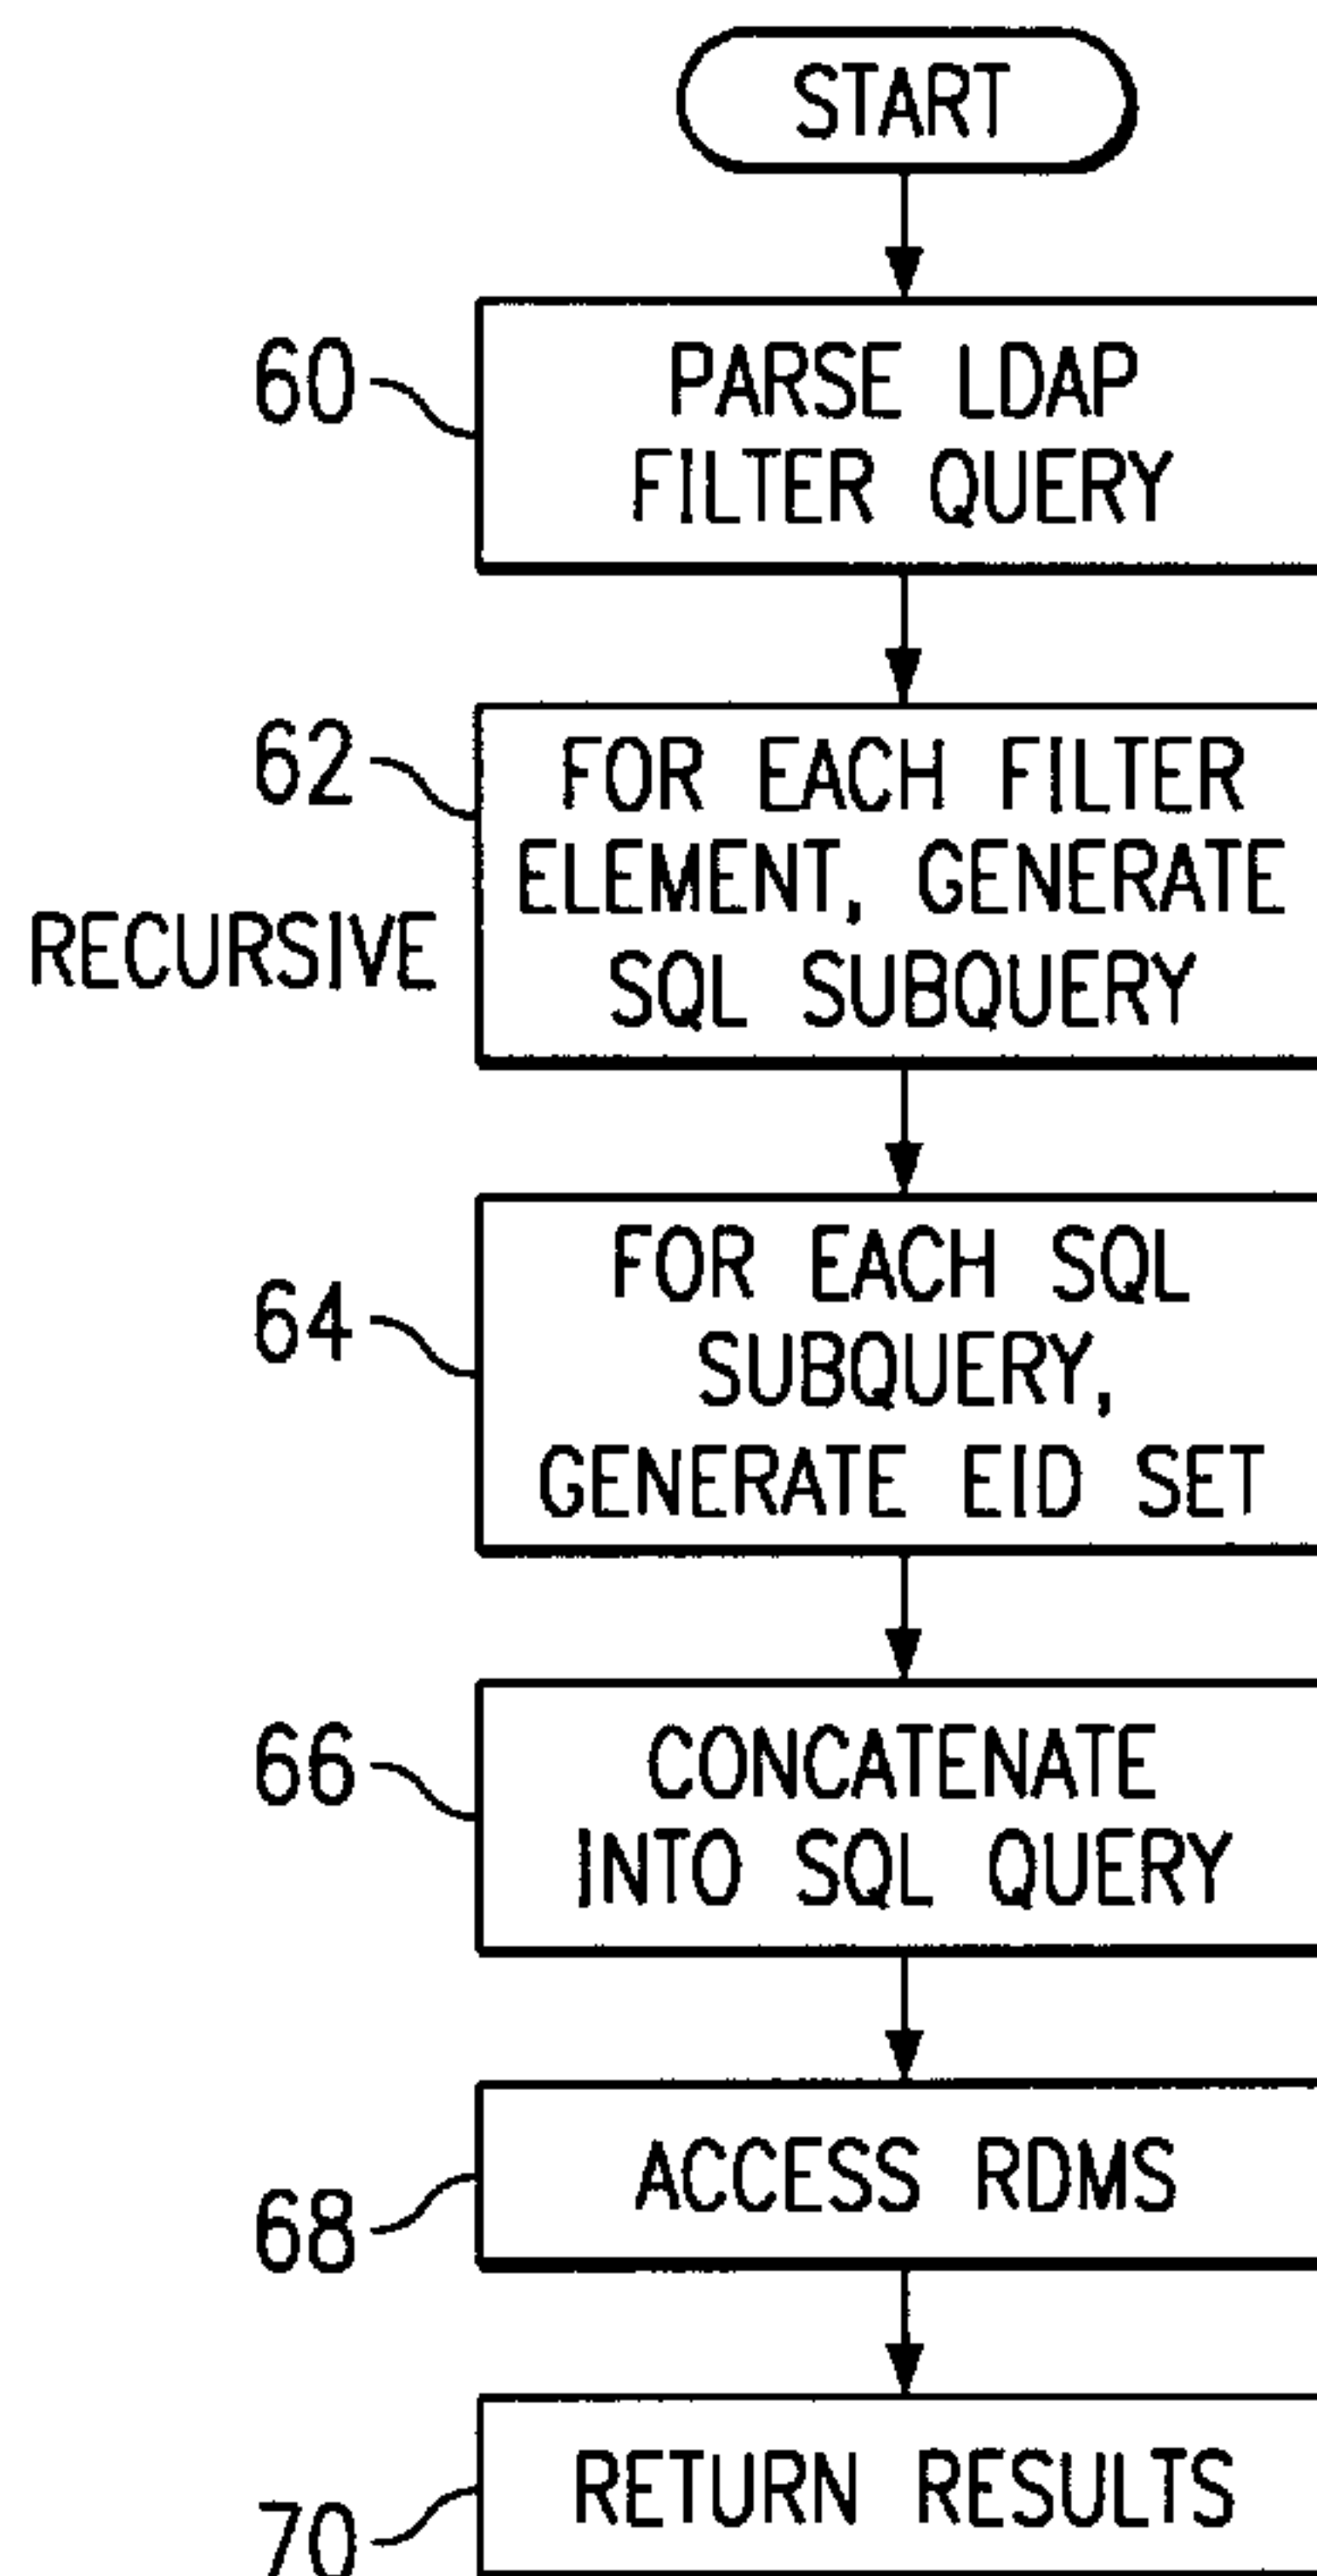 START
60
PARSE LDAP
FILTER QUERY
62
FOR EACH FILTER
ELEMENT, GENERATE
SQL SUBQUERY
RECURSIVE
64
FOR EACH SQL
SUBQUERY,
GENERATE EID SET
66
CONCATENATE
INTO SQL QUERY
68
ACCESS RDMS
70
RETURN RESULTS